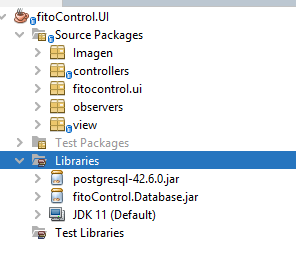 fitoControl.UI
Source Packages
Imagen
controllers
fitocontrol.ui
observers
view
Test Packages
Libraries
postgresql-42.6.0.jar
fitoControl.Database.jar
JDK 11 (Default)
Test Libraries